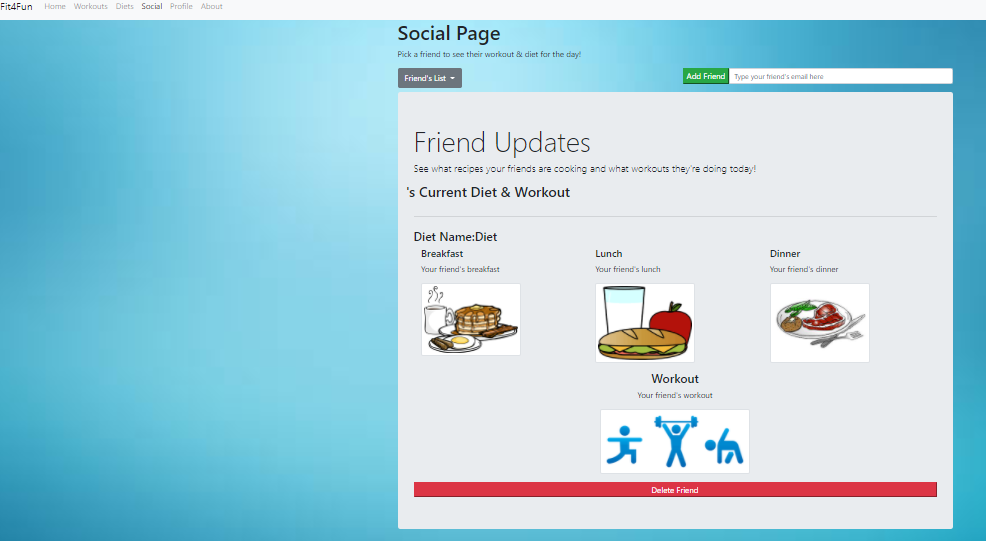 Fit4Fun Home Workouts Diets Social Profile About
Social Page
Pick a friend to see their workout & diet for the day!
Friend's List
Add Friend Type your friend's email here
Friend Updates
See what recipes your friends are cooking and what workouts they're doing today!
's Current Diet & Workout
Diet Name:Diet
Breakfast Lunch Dinner
Your friend's breakfast Your friend's lunch Your friend's dinner
Workout
Your friend's workout
Delete Friend